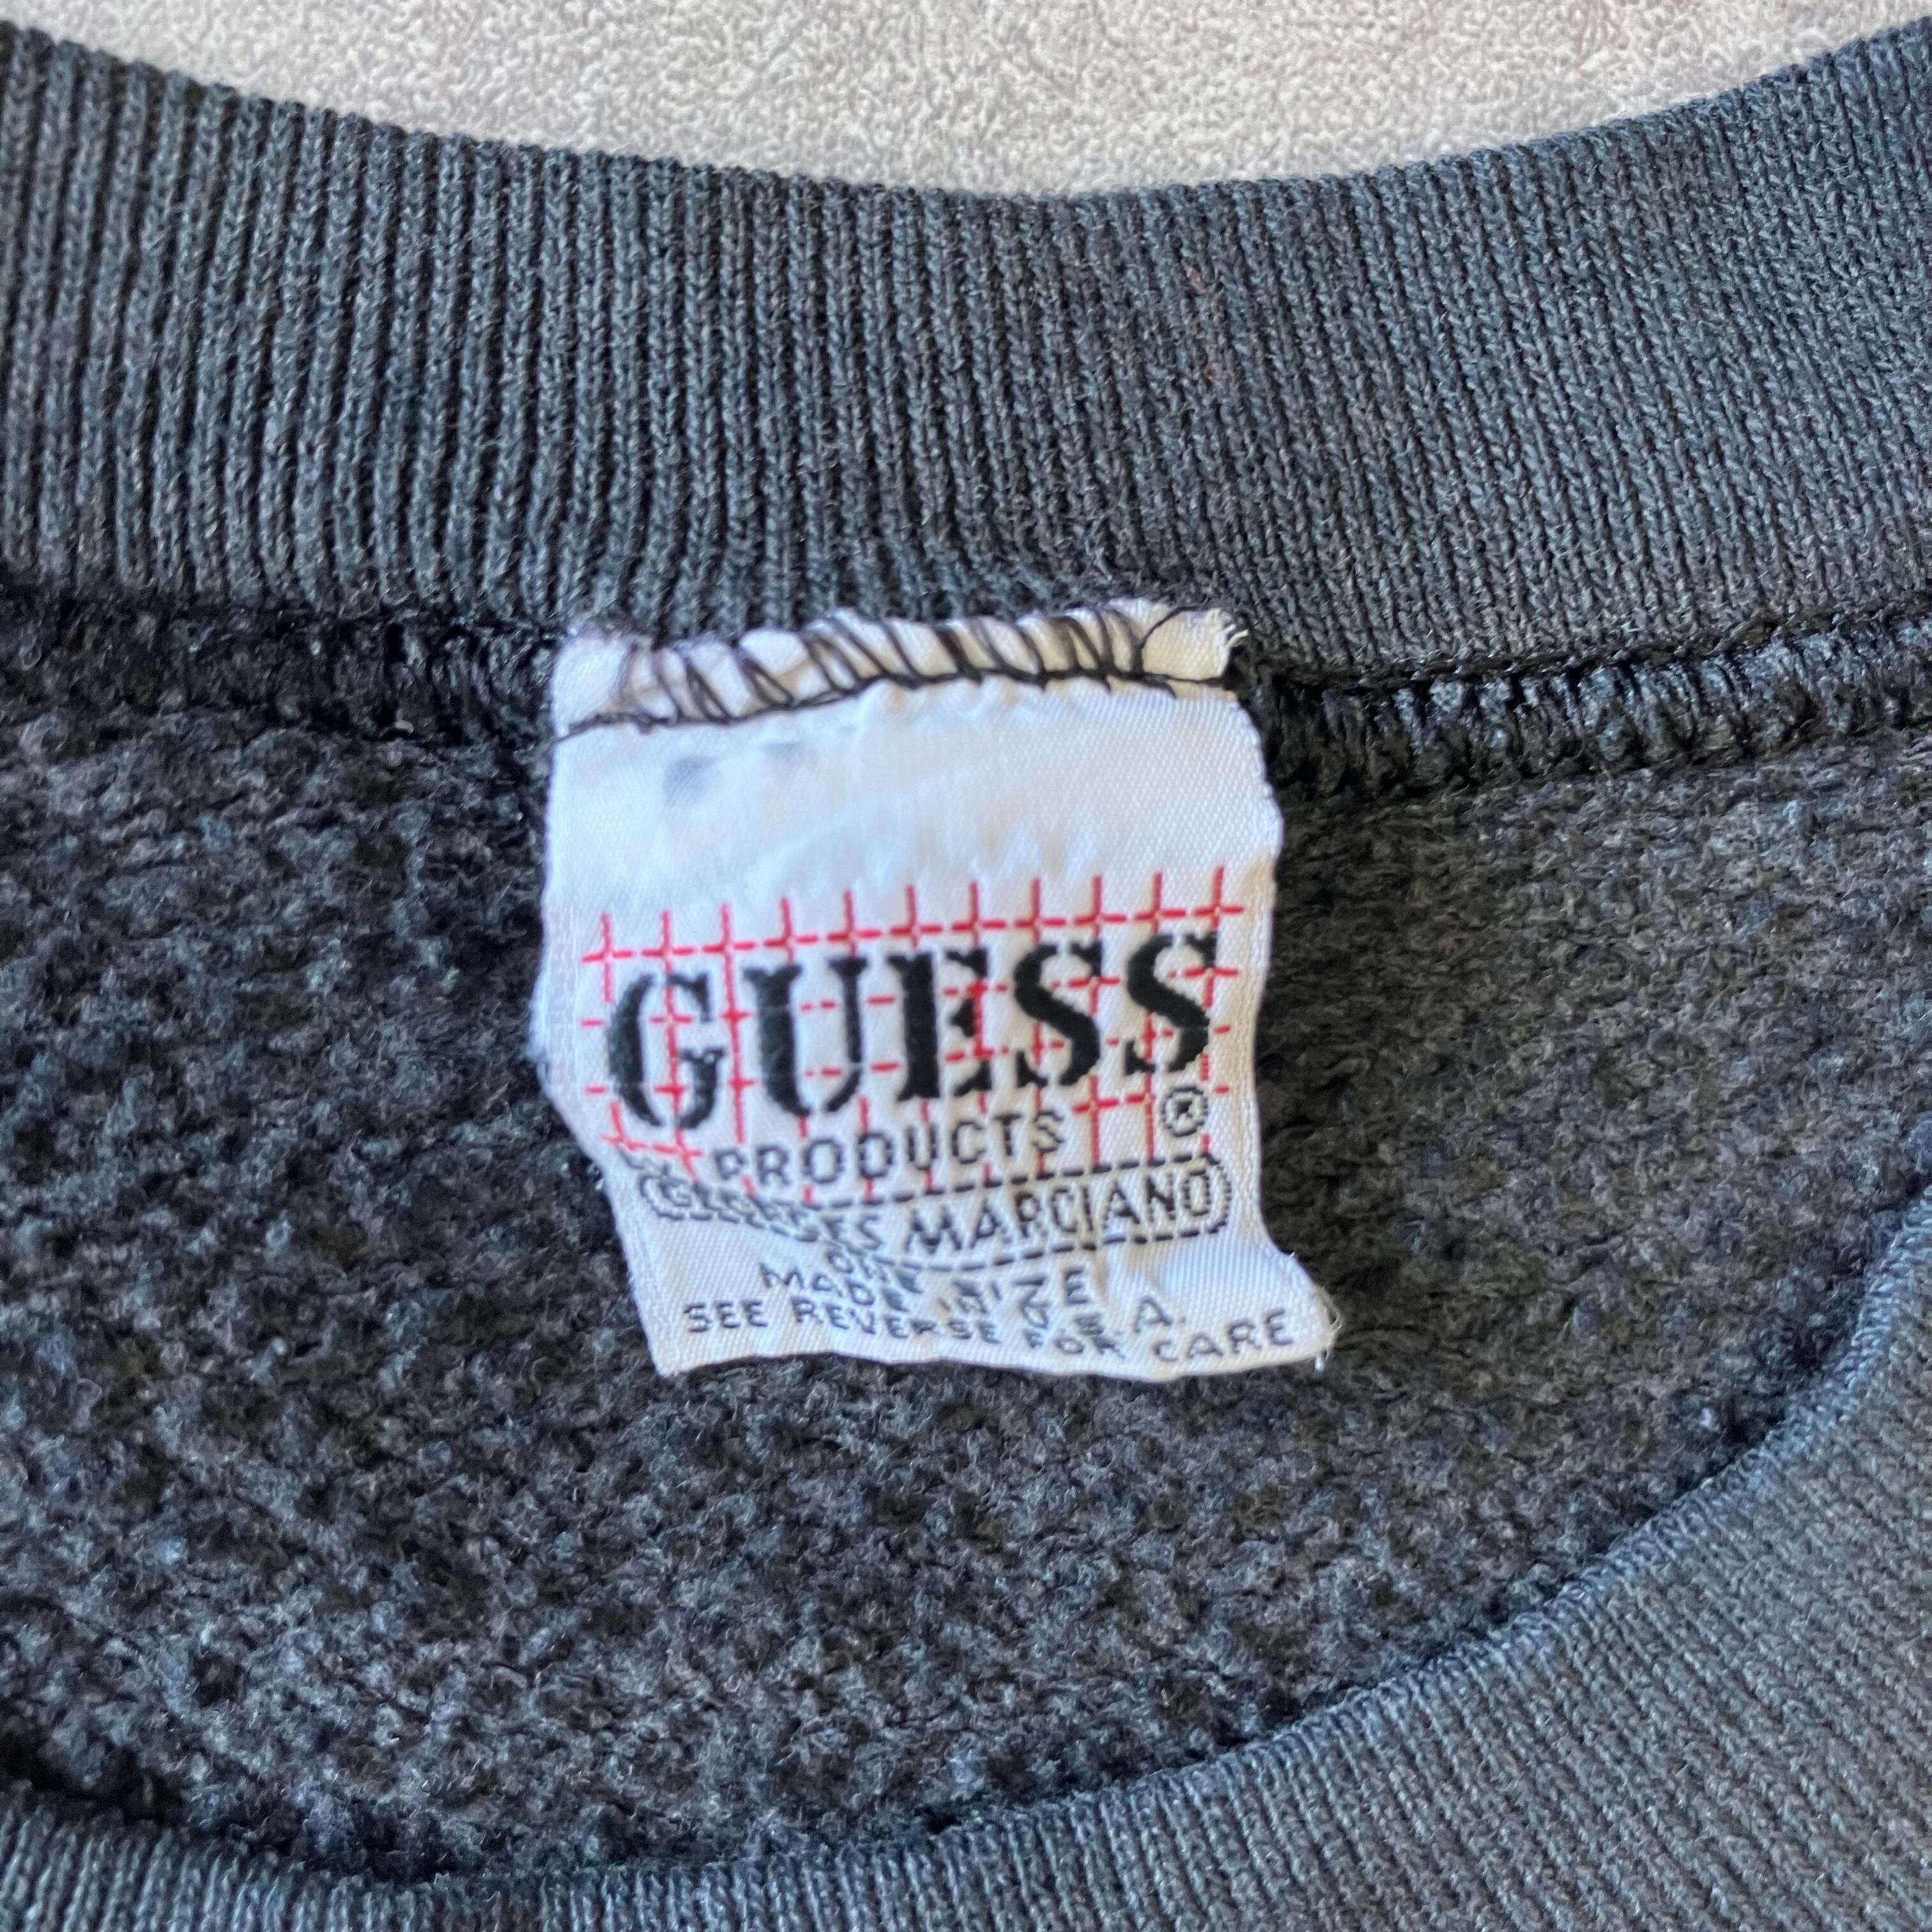 GUESS
PRODUCTS ®
GEORGES MARCIANO
ONE SIZE
MADE IN U.S.A.
SEE REVERSE FOR CARE